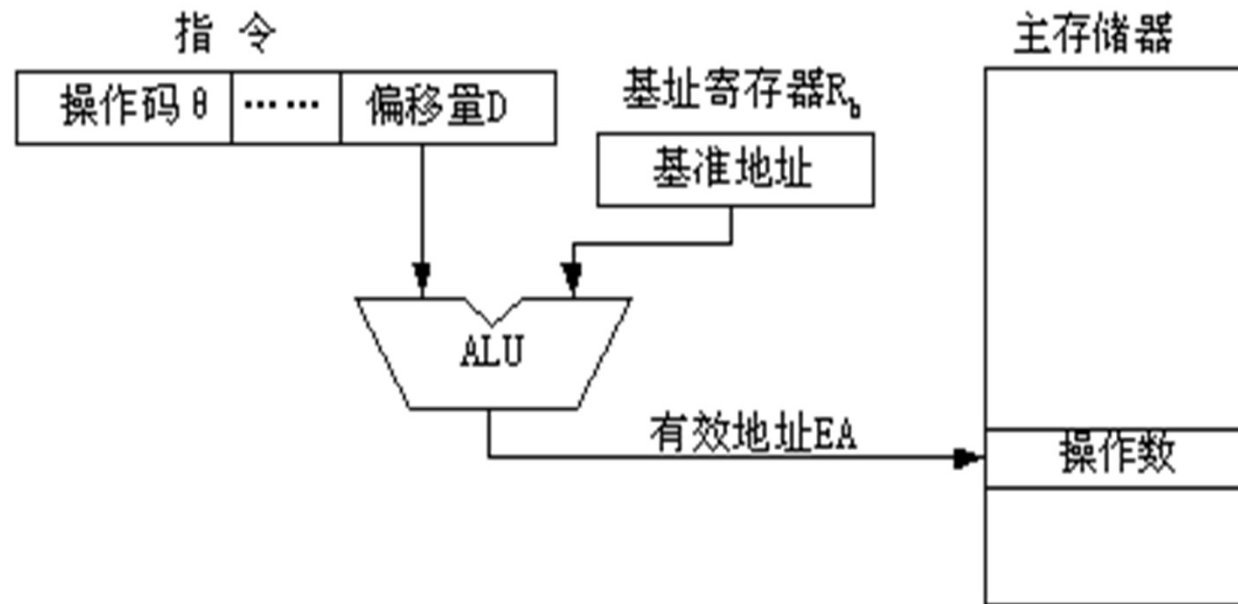 指 令
主存储器
操作码θ …… 偏移量D
基址寄存器Rb
基准地址
ALU
有效地址EA
操作数